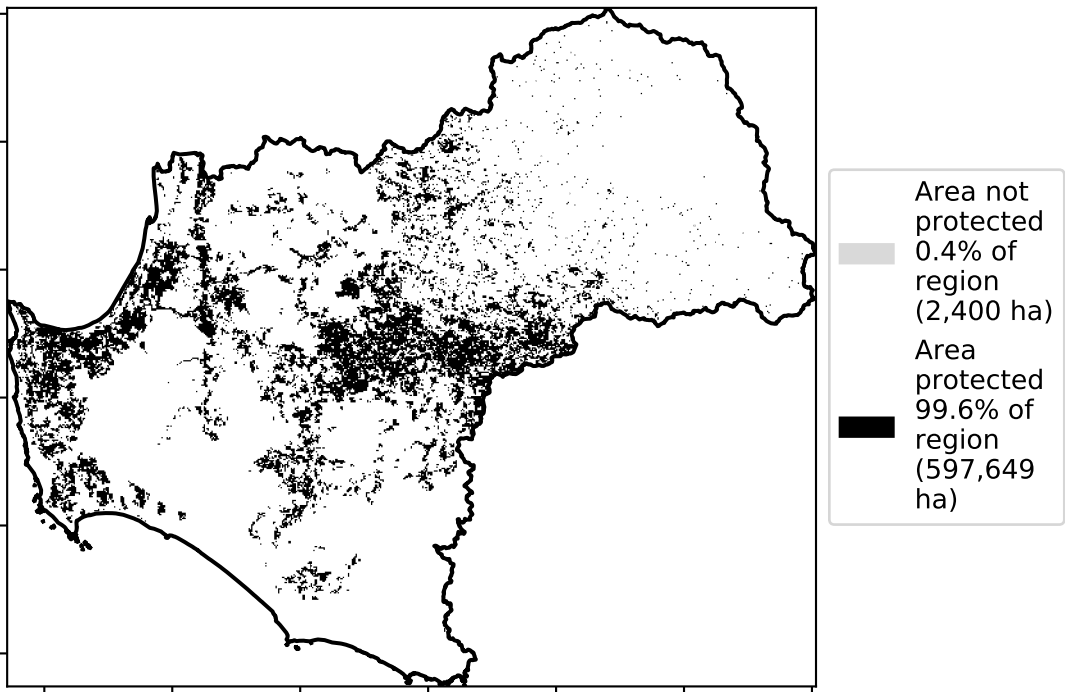 Area not
protected
0.4% of
region
(2,400 ha)
Area
protected
99.6% of
region
(597,649
ha)